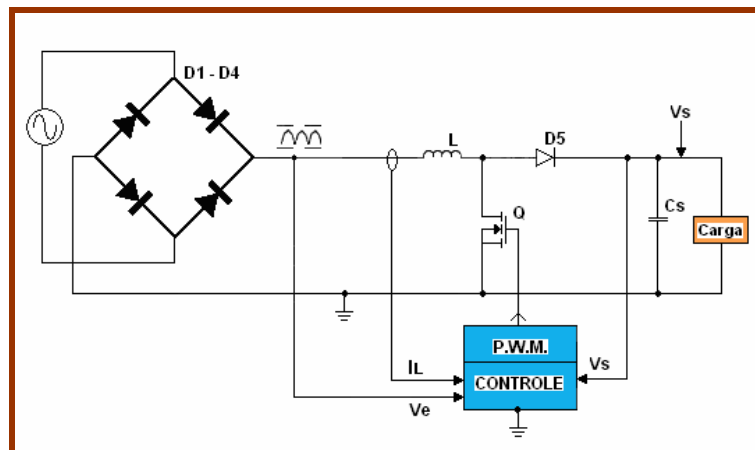 D1 - D4
L
D5
Vs
Q
Cs
Carga
P.W.M.
IL
CONTROLE
Vs
Ve